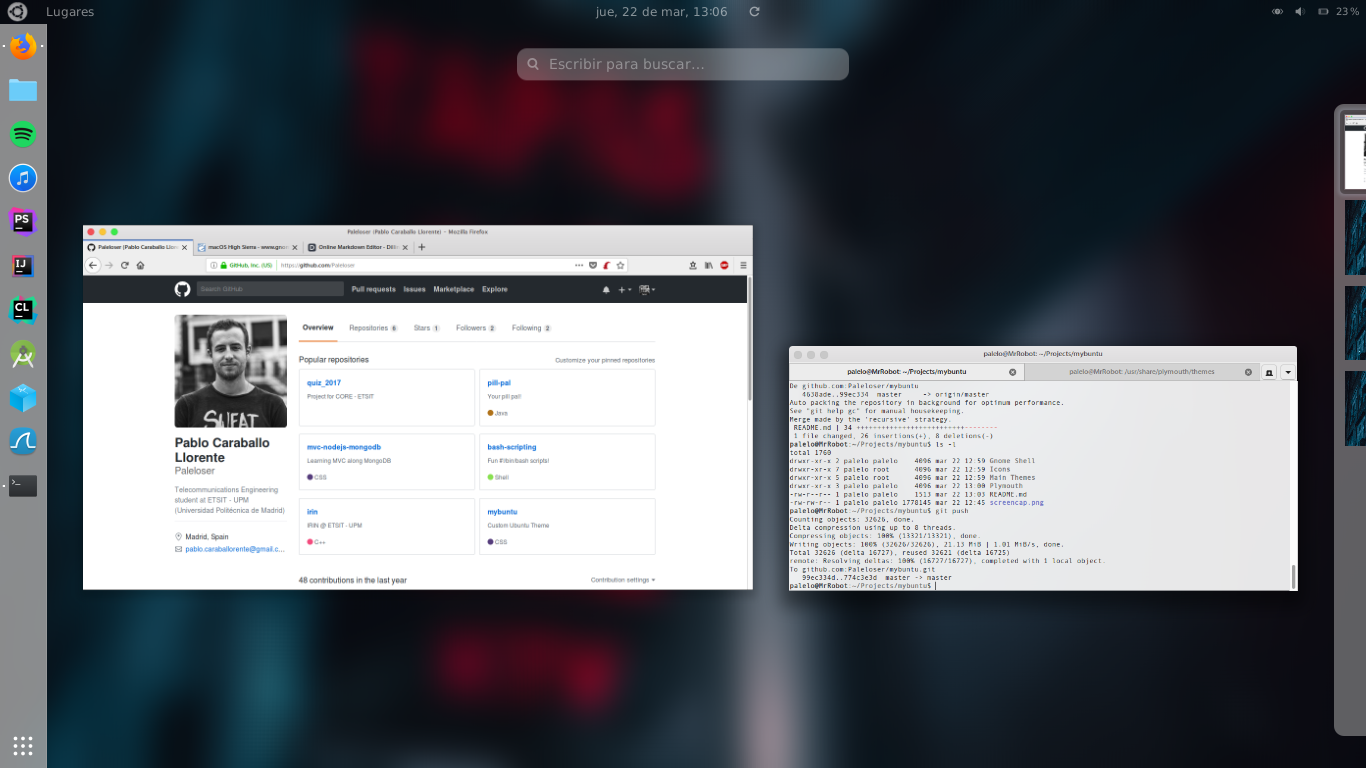 Lugares
jue, 22 de mar, 13:06
23 %
Escribir para buscar...
PS
IJ
CL
Paleloser (Pablo Caraballo Llorente) - Mozilla Firefox
Paleloser (Pablo Caraballo Llor
macOS High Sierra - www.gno
Online Markdown Editor - Dilli
GitHub, Inc. (US)
https://github.com/Paleloser
Search GitHub
Pull requests Issues Marketplace Explore
Overview Repositories 6 Stars 1 Followers 2 Following 2
Popular repositories
Customize your pinned repositories
quiz_2017
Project for CORE - ETSIT
pill-pal
Your pill pal!
Java
mvc-nodejs-mongodb
Learning MVC along MongoDB
CSS
bash-scripting
Fun #!bin/bash scripts!
Shell
irin
IRIN @ ETSIT - UPM
C++
mybuntu
Custom Ubuntu Theme
CSS
48 contributions in the last year
Contribution settings
SWEAT
Pablo Caraballo
Llorente
Paleloser
Telecommunications Engineering
student at ETSIT - UPM
(Universidad Politécnica de Madrid)
Madrid, Spain
pablo.caraballorente@gmail.c...
palelo@MrRobot: ~/Projects/mybuntu
palelo@MrRobot: ~/Projects/mybuntu
palelo@MrRobot: /usr/share/plymouth/themes
De github.com:Paleloser/mybuntu
4638ade..99ec334 master -> origin/master
Auto packing the repository in background for optimum performance.
See "git help gc" for manual housekeeping.
Merge made by the 'recursive' strategy.
README.md | 34 ++++++++++++++++++++++++++--------
1 file changed, 26 insertions(+), 8 deletions(-)
palelo@MrRobot:~/Projects/mybuntu$ ls -l
total 1760
drwxr-xr-x 2 palelo palelo 4096 mar 22 12:59 Gnome Shell
drwxr-xr-x 7 palelo root 4096 mar 22 12:59 Icons
drwxr-xr-x 5 palelo root 4096 mar 22 12:59 Main Themes
drwxr-xr-x 3 palelo palelo 4096 mar 22 13:00 Plymouth
-rw-r--r-- 1 palelo palelo 1513 mar 22 13:03 README.md
-rw-rw-r-- 1 palelo palelo 1778145 mar 22 12:45 screencap.png
palelo@MrRobot:~/Projects/mybuntu$ git push
Counting objects: 32626, done.
Delta compression using up to 8 threads.
Compressing objects: 100% (13321/13321), done.
Writing objects: 100% (32626/32626), 21.13 MiB | 1.01 MiB/s, done.
Total 32626 (delta 16727), reused 32621 (delta 16725)
remote: Resolving deltas: 100% (16727/16727), completed with 1 local object.
To github.com:Paleloser/mybuntu.git
99ec334d..774c3e3d master -> master
palelo@MrRobot:~/Projects/mybuntu$